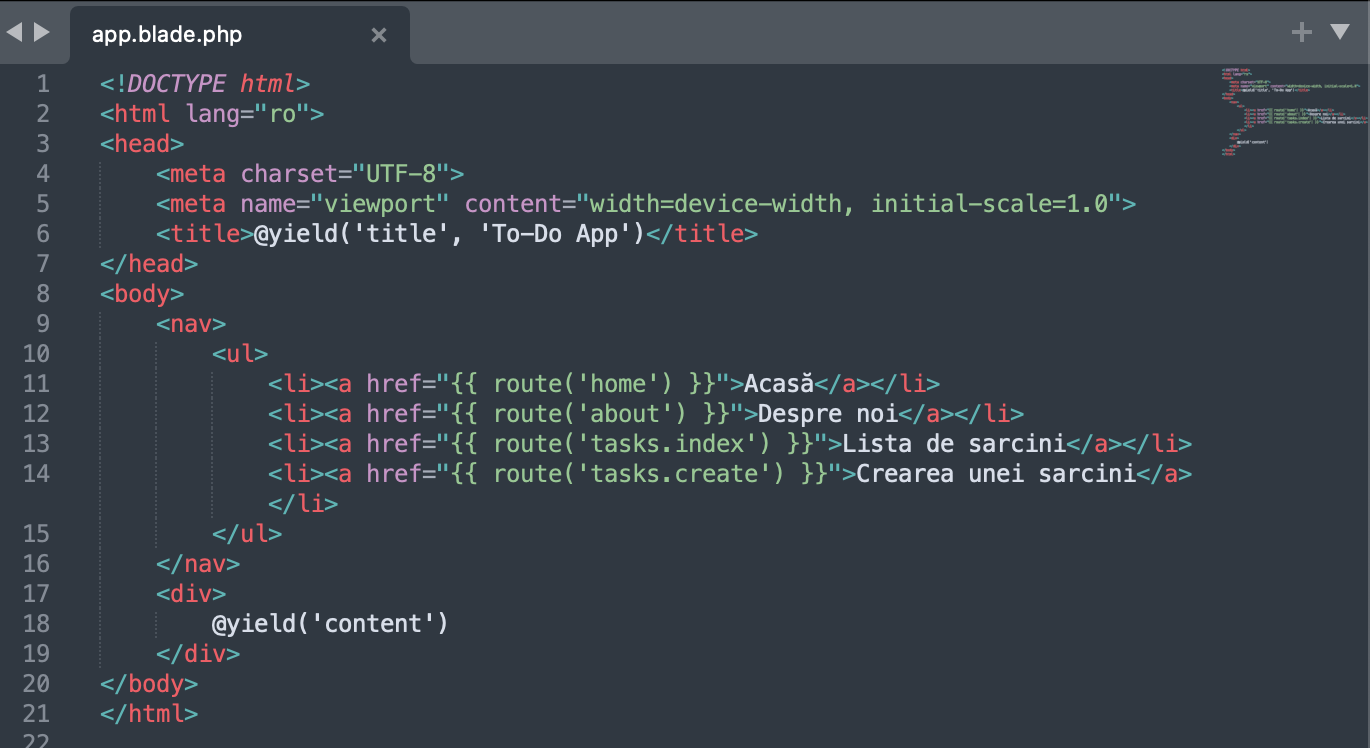 app.blade.php ×
1 <!DOCTYPE html>
2 <html lang="ro">
3 <head>
4     <meta charset="UTF-8">
5     <meta name="viewport" content="width=device-width, initial-scale=1.0">
6     <title>@yield('title', 'To-Do App')</title>
7 </head>
8 <body>
9     <nav>
10         <ul>
11             <li><a href="{{ route('home') }}">Acasă</a></li>
12             <li><a href="{{ route('about') }}">Despre noi</a></li>
13             <li><a href="{{ route('tasks.index') }}">Lista de sarcini</a></li>
14             <li><a href="{{ route('tasks.create') }}">Crearea unei sarcini</a>
            </li>
15         </ul>
16     </nav>
17     <div>
18         @yield('content')
19     </div>
20 </body>
21 </html>
22